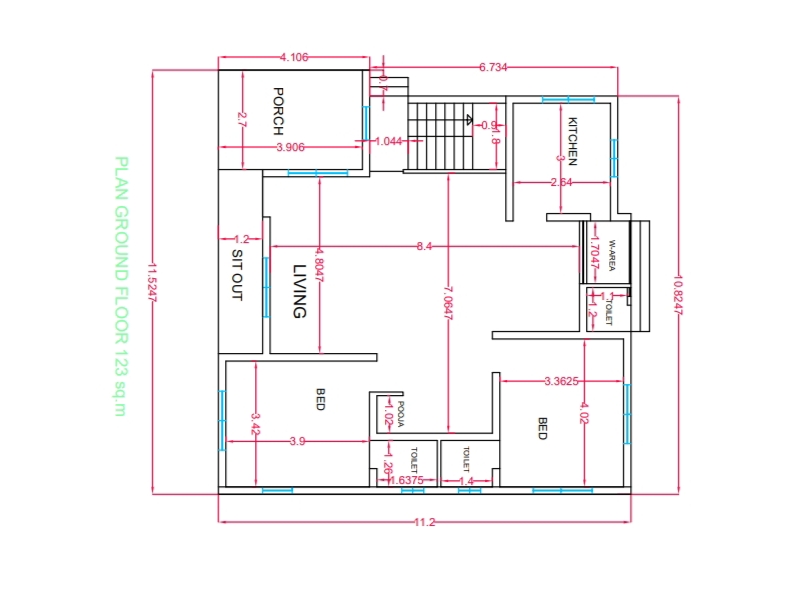 4.106
6.734
0.7
PORCH
2.7
3.906
1.044
0.9
1.8
KITCHEN
3
2.64
PLAN GROUND FLOOR 123 sq.m
11.5247
1.2
SIT OUT
8.4
4.8047
LIVING
7.0647
1.7047
W-AREA
10.8247
1.1
1.2
TOILET
BED
3.42
3.9
POOJA
1.02
3.3625
4.02
BED
TOILET
1.26
1.6375
TOILET
1.4
11.2